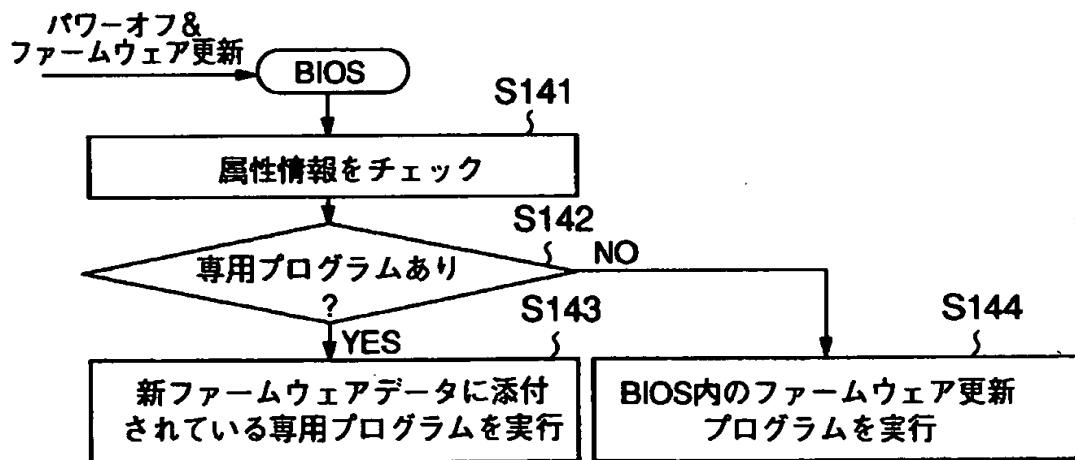 パワーオフ&
ファームウェア更新
BIOS
S141
属性情報をチェック
S142
専用プログラムあり
?
NO
YES
S143
新ファームウェアデータに添付
されている専用プログラムを実行
S144
BIOS内のファームウェア更新
プログラムを実行